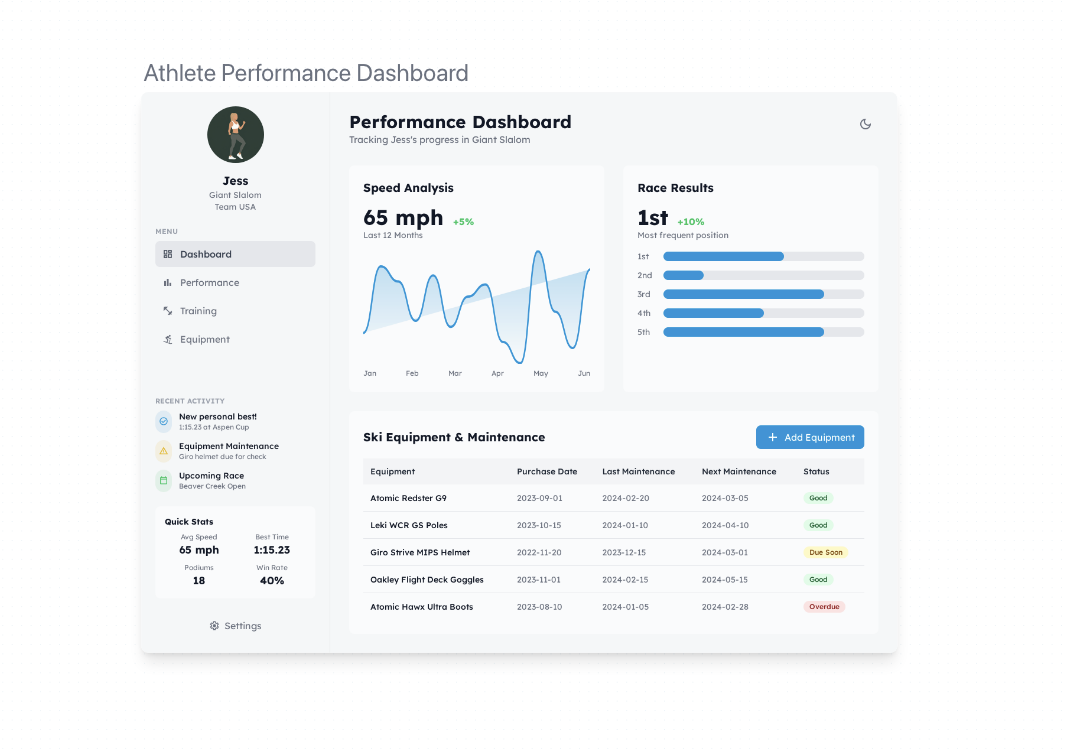 Athlete Performance Dashboard
Jess
Giant Slalom
Team USA
MENU
Dashboard
Performance
Training
Equipment
RECENT ACTIVITY
New personal best!
1:15.23 at Aspen Cup
Equipment Maintenance
Giro helmet due for check
Upcoming Race
Beaver Creek Open
Quick Stats
Avg Speed Best Time
65 mph 1:15.23
Podiums Win Rate
18 40%
Settings
Performance Dashboard
Tracking Jess's progress in Giant Slalom
Speed Analysis
65 mph +5%
Last 12 Months
Jan Feb Mar Apr May Jun
Race Results
1st +10%
Most frequent position
1st
2nd
3rd
4th
5th
Ski Equipment & Maintenance
Add Equipment
Equipment Purchase Date Last Maintenance Next Maintenance Status
Atomic Redster G9 2023-09-01 2024-02-20 2024-03-05 Good
Leki WCR GS Poles 2023-10-15 2024-01-10 2024-04-10 Good
Giro Strive MIPS Helmet 2022-11-20 2023-12-15 2024-03-01 Due Soon
Oakley Flight Deck Goggles 2023-11-01 2024-02-15 2024-05-15 Good
Atomic Hawx Ultra Boots 2023-08-10 2024-01-05 2024-02-28 Overdue